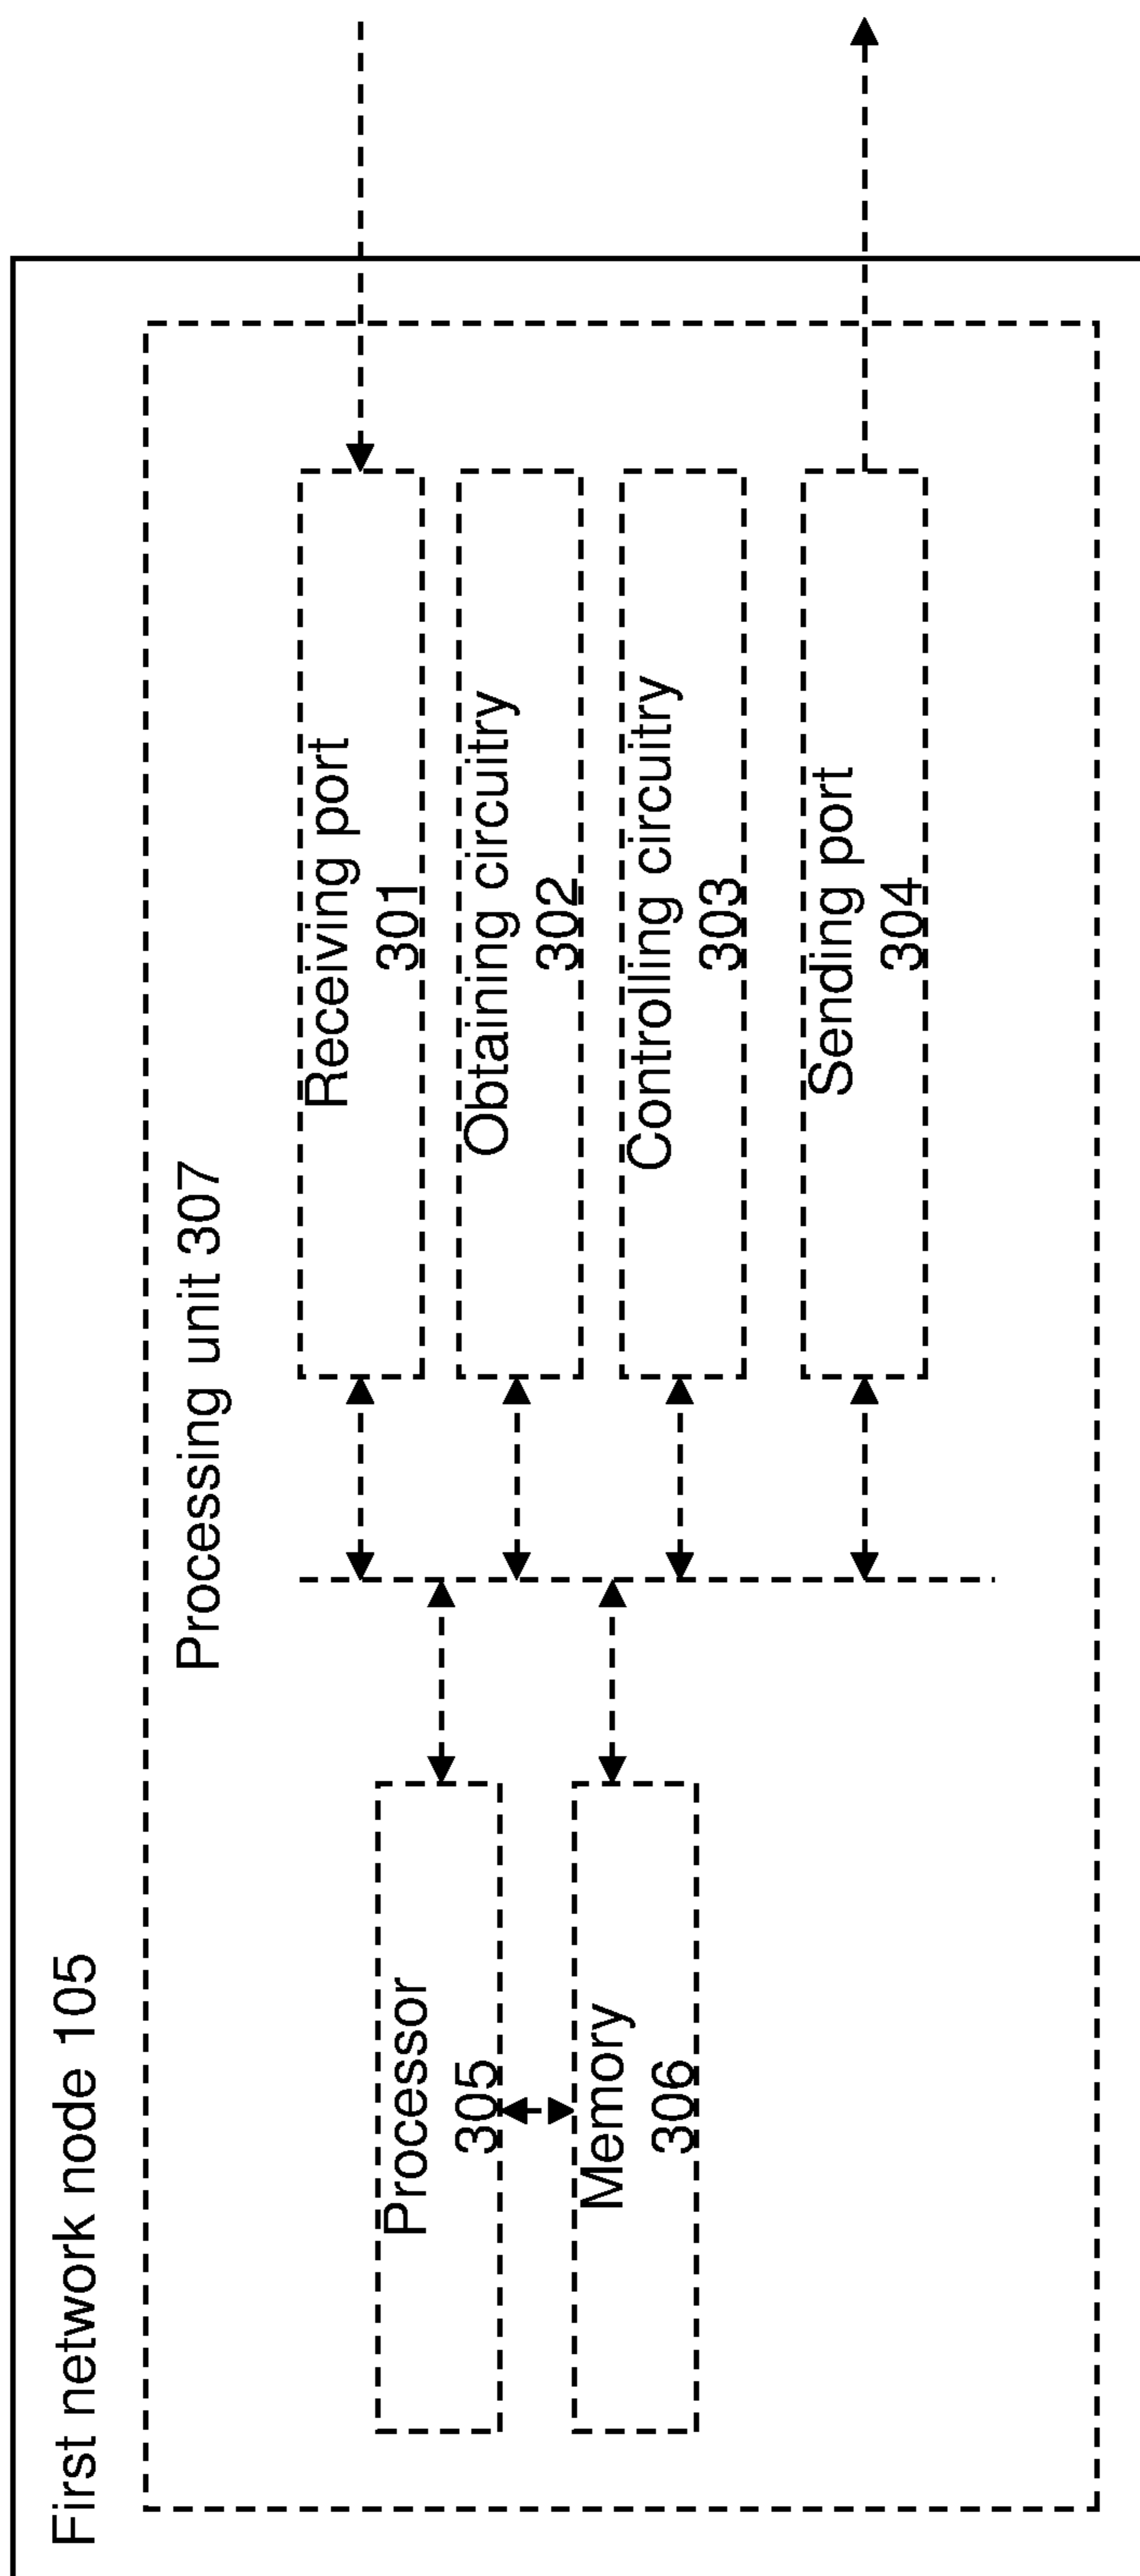 First network node 105
Processing unit 307
Receiving port
301
Obtaining circuitry
302
Controlling circuitry
303
Sending port
304
Processor
305
Memory
306